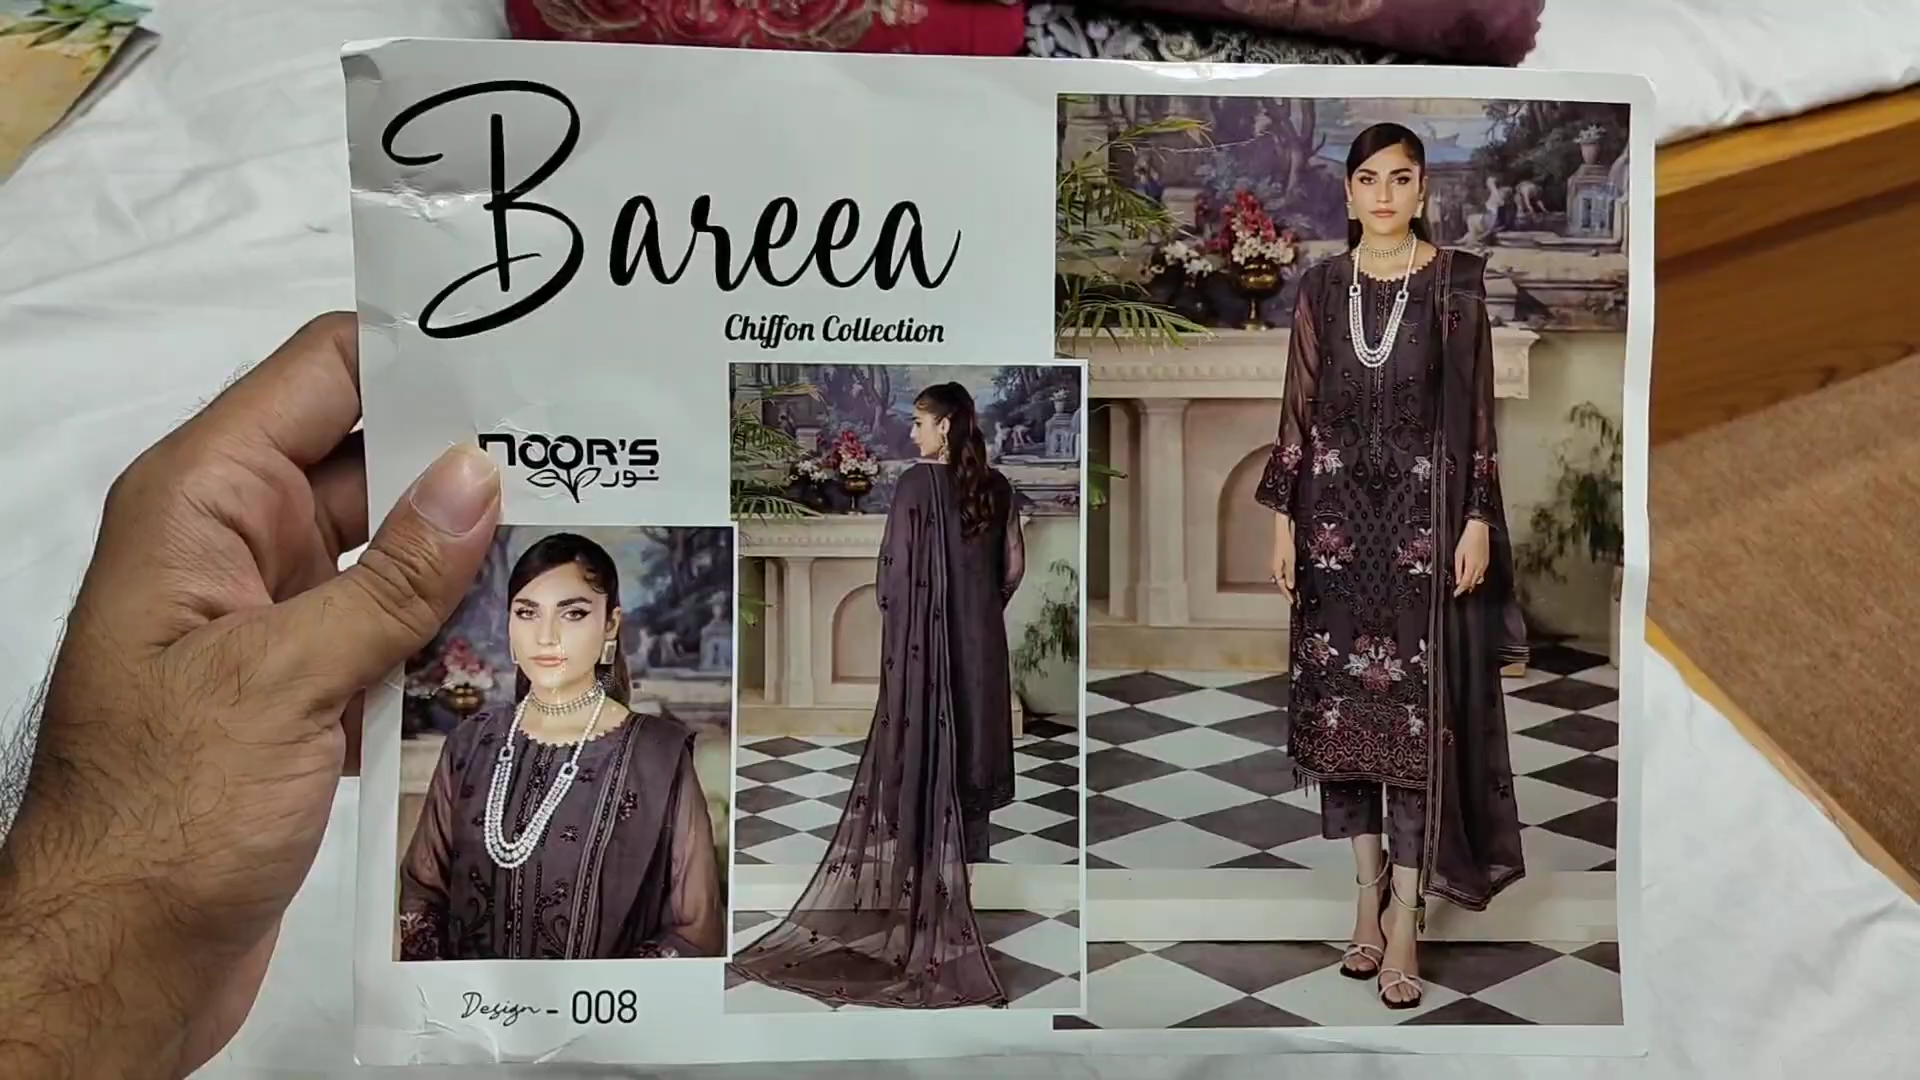 Bareea
Chiffon Collection
NOOR'S
نور
Design - 008